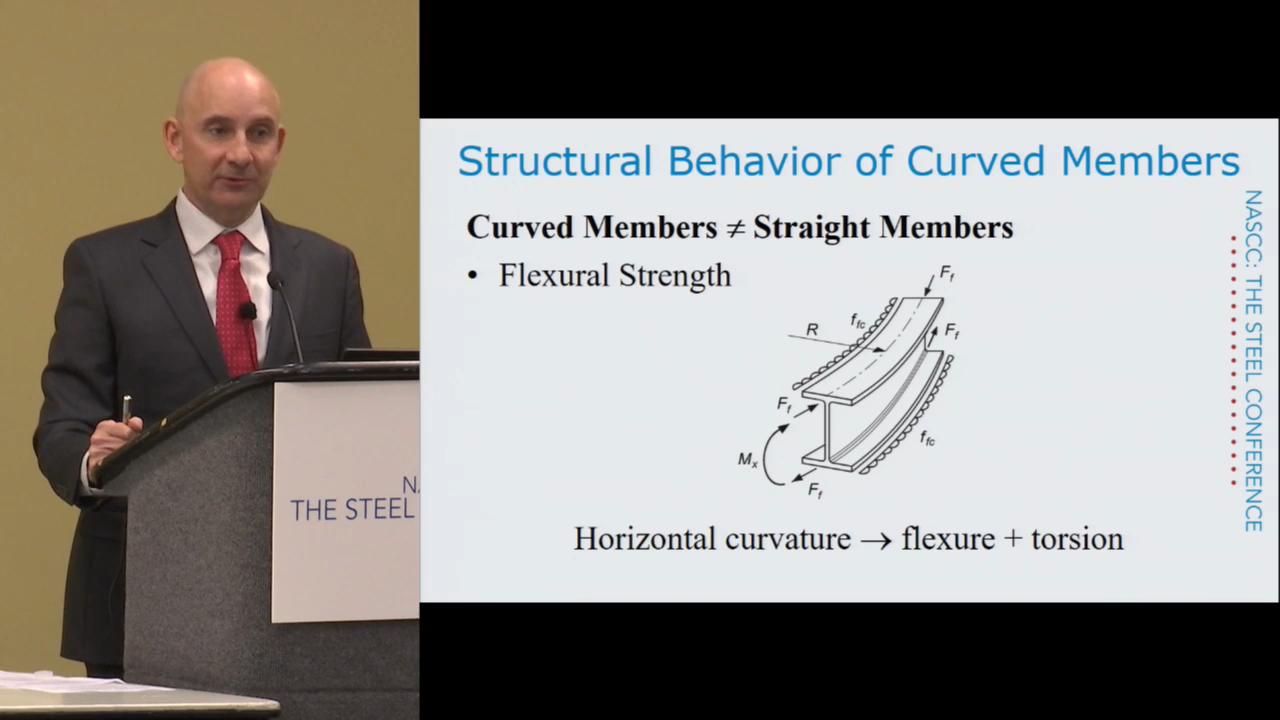 Structural Behavior of Curved Members
Curved Members ≠ Straight Members
• Flexural Strength
Ff
ffc
R
Ff
Ff
ffc
Mx
Ff
Horizontal curvature → flexure + torsion
NASCC: THE STEEL CONFERENCE
THE STEEL